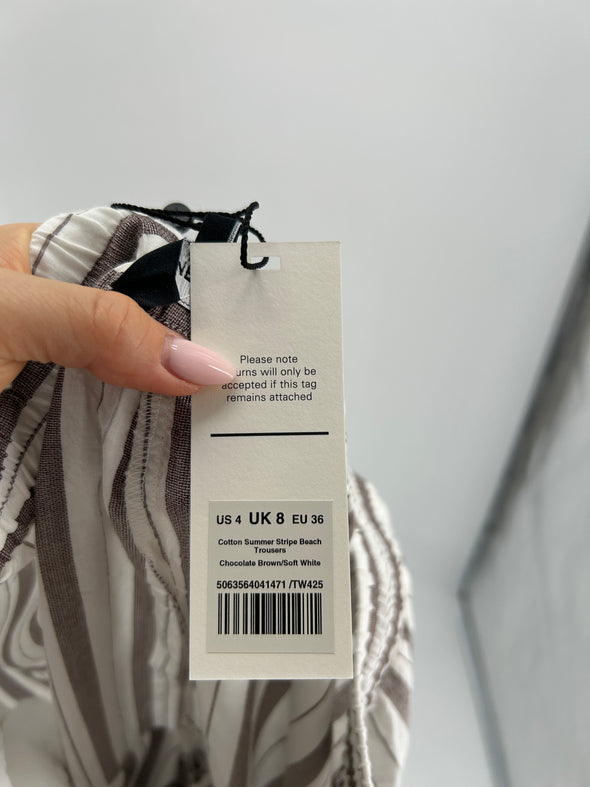 Please note
urns will only be
accepted if this tag
remains attached
US 4 UK 8 EU 36
Cotton Summer Stripe Beach
Trousers
Chocolate Brown/Soft White
5063564041471 /TW425